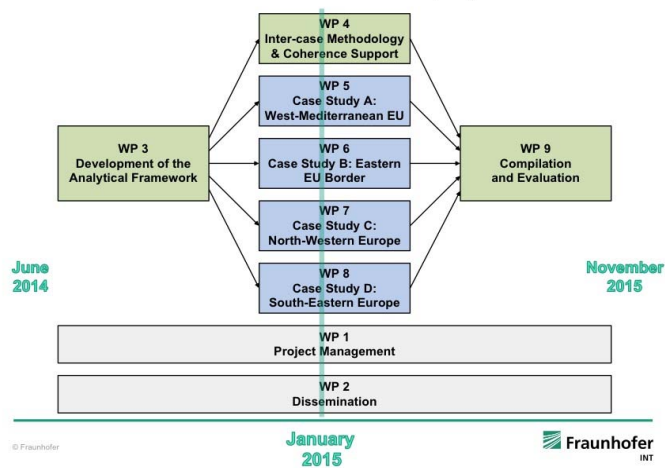 WP 4
Inter-case Methodology
& Coherence Support
WP 5
Case Study A:
West-Mediterranean EU
WP 3
Development of the
Analytical Framework
WP 6
Case Study B: Eastern
EU Border
WP 9
Compilation
and Evaluation
WP 7
Case Study C:
North-Western Europe
WP 8
Case Study D:
South-Eastern Europe
June
2014
November
2015
WP 1
Project Management
WP 2
Dissemination
January
2015
© Fraunhofer
Fraunhofer
INT